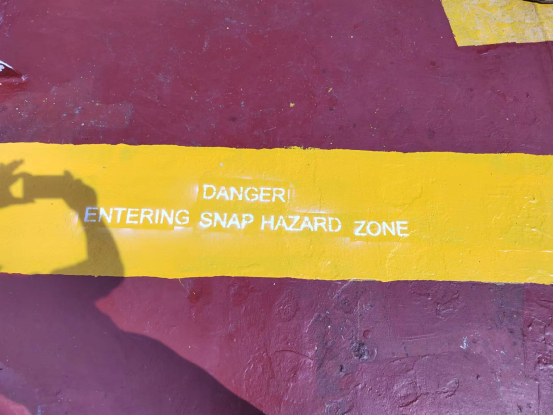 DANGER!
ENTERING SNAP HAZARD ZONE